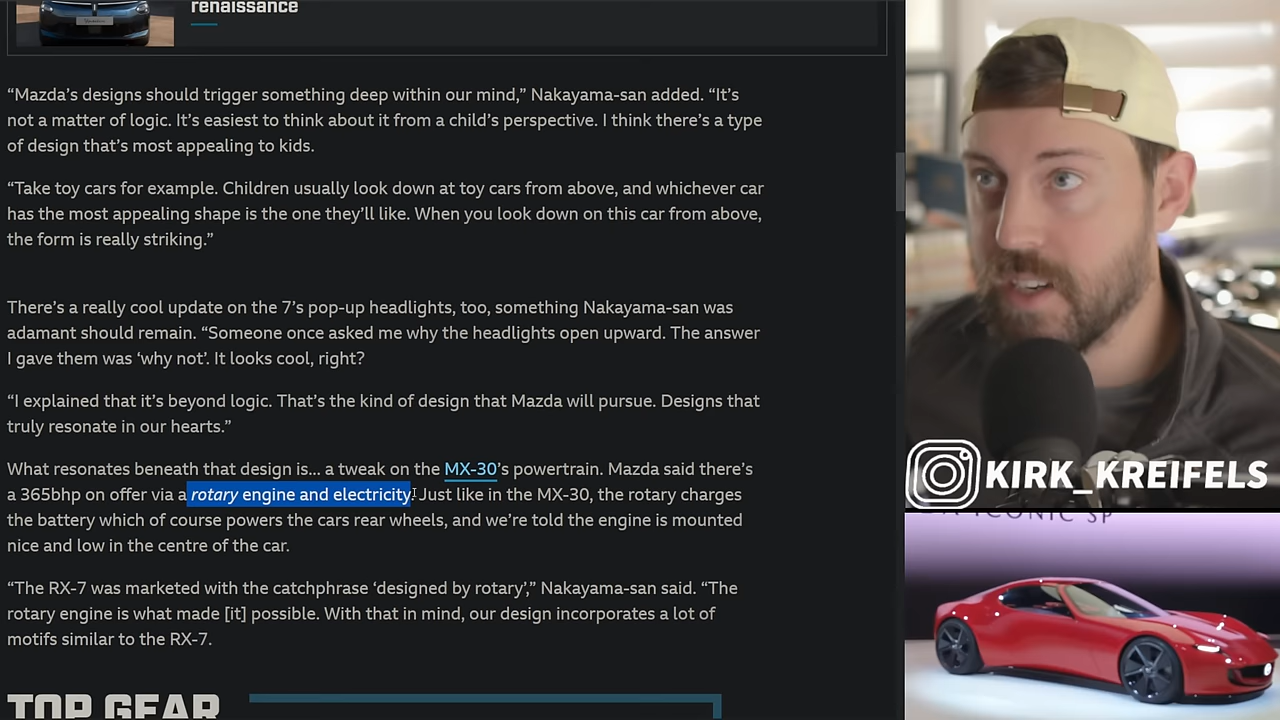 renaissance
“Mazda’s designs should trigger something deep within our mind,” Nakayama-san added. “It’s
not a matter of logic. It’s easiest to think about it from a child’s perspective. I think there’s a type
of design that’s most appealing to kids.
“Take toy cars for example. Children usually look down at toy cars from above, and whichever car
has the most appealing shape is the one they’ll like. When you look down on this car from above,
the form is really striking.”
There’s a really cool update on the 7’s pop-up headlights, too, something Nakayama-san was
adamant should remain. “Someone once asked me why the headlights open upward. The answer
I gave them was ‘why not’. It looks cool, right?
“I explained that it’s beyond logic. That’s the kind of design that Mazda will pursue. Designs that
truly resonate in our hearts.”
What resonates beneath that design is... a tweak on the MX-30’s powertrain. Mazda said there’s
a 365bhp on offer via a rotary engine and electricity. Just like in the MX-30, the rotary charges
the battery which of course powers the cars rear wheels, and we’re told the engine is mounted
nice and low in the centre of the car.
“The RX-7 was marketed with the catchphrase ‘designed by rotary’,” Nakayama-san said. “The
rotary engine is what made [it] possible. With that in mind, our design incorporates a lot of
motifs similar to the RX-7.
TOP GEAR
KIRK_KREIFELS
ICONIC SP